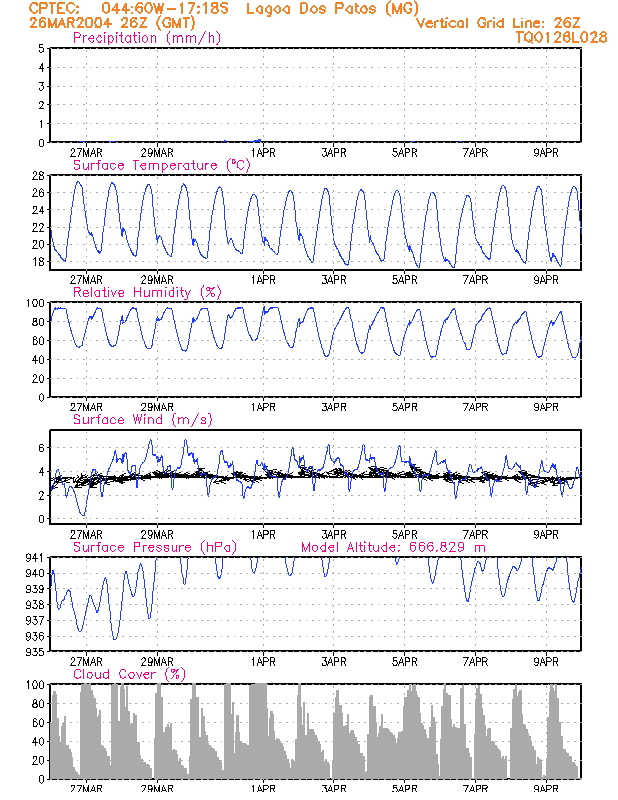 CPTEC: 044:60W-17:18S Lagoa Dos Patos (MG)
26MAR2004 26Z (GMT) Vertical Grid Line: 26Z
Precipitation (mm/h) TQ0126L028
5
4
3
2
1
0
27MAR 29MAR 1APR 3APR 5APR 7APR 9APR
Surface Temperature (ºC)
28
26
24
22
20
18
27MAR 29MAR 1APR 3APR 5APR 7APR 9APR
Relative Humidity (%)
100
80
60
40
20
0
27MAR 29MAR 1APR 3APR 5APR 7APR 9APR
Surface Wind (m/s)
6
4
2
0
27MAR 29MAR 1APR 3APR 5APR 7APR 9APR
Surface Pressure (hPa) Model Altitude: 666.829 m
941
940
939
938
937
936
935
27MAR 29MAR 1APR 3APR 5APR 7APR 9APR
Cloud Cover (%)
100
80
60
40
20
0
27MAR 29MAR 1APR 3APR 5APR 7APR 9APR